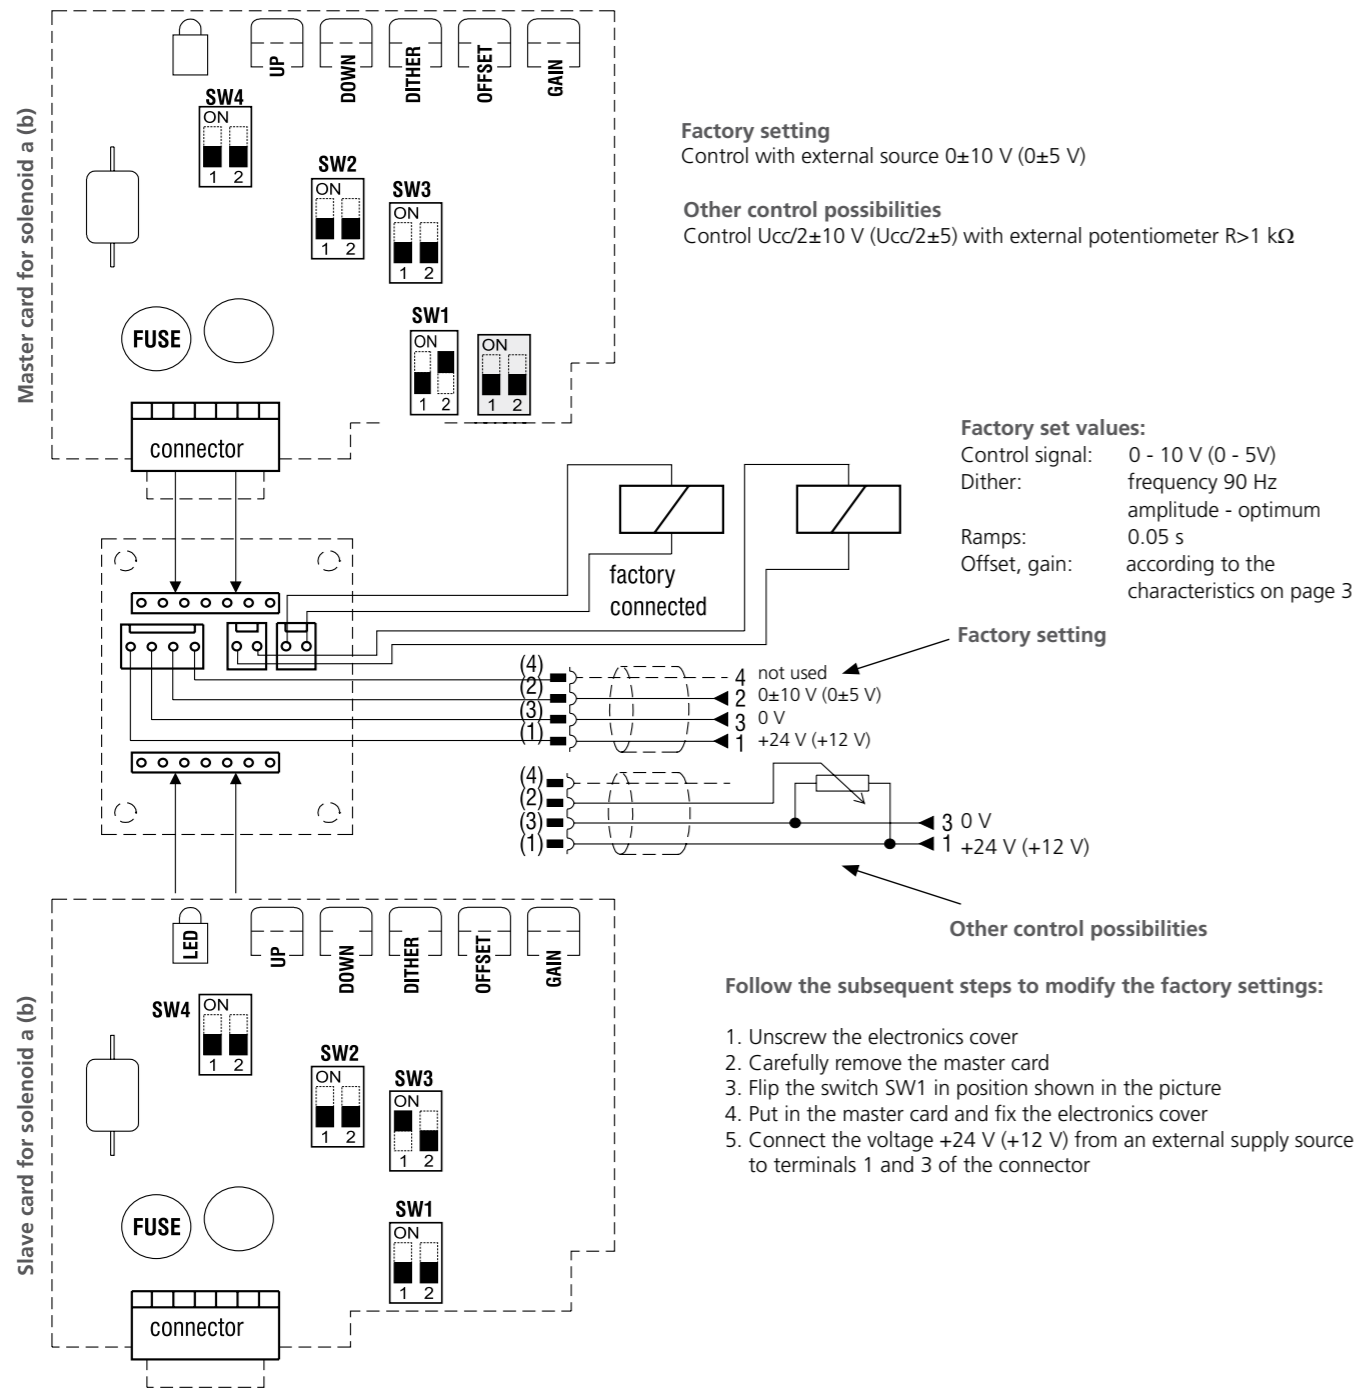 Master card for solenoid a (b)
UP
DOWN
DITHER
OFFSET
GAIN
SW4
ON
1 2
SW2
ON
1 2
SW3
ON
1 2
SW1
ON
1 2
ON
1 2
FUSE
connector
Factory setting
Control with external source 0±10 V (0±5 V)
Other control possibilities
Control Ucc/2±10 V (Ucc/2±5) with external potentiometer R>1 kΩ
Factory set values:
Control signal: 0 - 10 V (0 - 5V)
Dither: frequency 90 Hz
amplitude - optimum
Ramps: 0.05 s
Offset, gain: according to the
characteristics on page 3
factory
connected
Factory setting
(4) 4 not used
(2) 2 0±10 V (0±5 V)
(3) 3 0 V
(1) 1 +24 V (+12 V)
(4)
(2)
(3) 3 0 V
(1) 1 +24 V (+12 V)
Other control possibilities
Slave card for solenoid a (b)
LED
UP
DOWN
DITHER
OFFSET
GAIN
SW4
ON
1 2
SW2
ON
1 2
SW3
ON
1 2
SW1
ON
1 2
FUSE
connector
Follow the subsequent steps to modify the factory settings:
1. Unscrew the electronics cover
2. Carefully remove the master card
3. Flip the switch SW1 in position shown in the picture
4. Put in the master card and fix the electronics cover
5. Connect the voltage +24 V (+12 V) from an external supply source
to terminals 1 and 3 of the connector